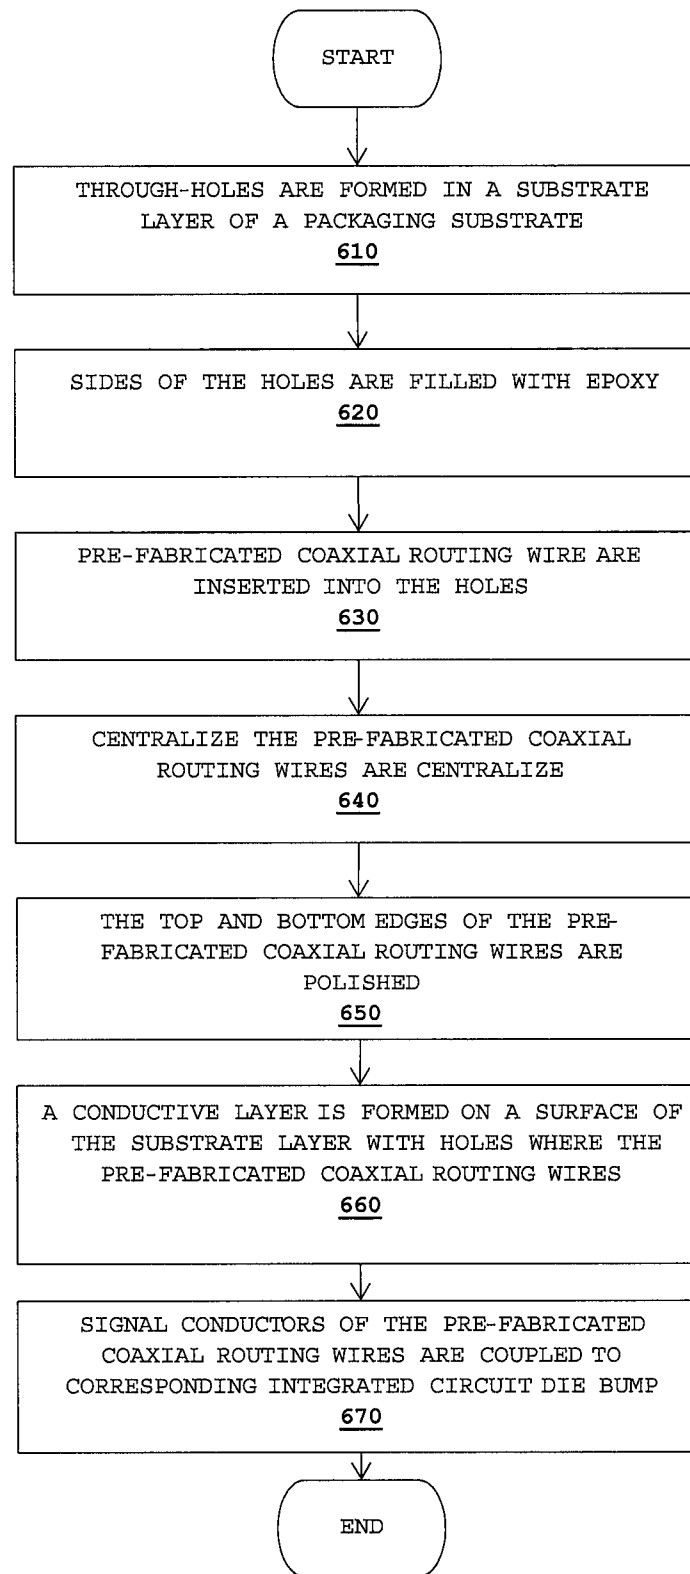 START
THROUGH-HOLES ARE FORMED IN A SUBSTRATE
LAYER OF A PACKAGING SUBSTRATE
610
SIDES OF THE HOLES ARE FILLED WITH EPOXY
620
PRE-FABRICATED COAXIAL ROUTING WIRE ARE
INSERTED INTO THE HOLES
630
CENTRALIZE THE PRE-FABRICATED COAXIAL
ROUTING WIRES ARE CENTRALIZE
640
THE TOP AND BOTTOM EDGES OF THE PRE-
FABRICATED COAXIAL ROUTING WIRES ARE
POLISHED
650
A CONDUCTIVE LAYER IS FORMED ON A SURFACE OF
THE SUBSTRATE LAYER WITH HOLES WHERE THE
PRE-FABRICATED COAXIAL ROUTING WIRES
660
SIGNAL CONDUCTORS OF THE PRE-FABRICATED
COAXIAL ROUTING WIRES ARE COUPLED TO
CORRESPONDING INTEGRATED CIRCUIT DIE BUMP
670
END